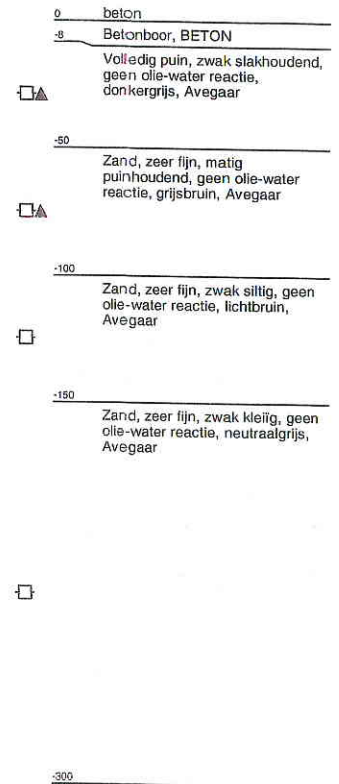 0 beton
-8 Betonboor, BETON
Volledig puin, zwak slakhoudend,
geen olie-water reactie,
donkergrijs, Avegaar
-50
Zand, zeer fijn, matig
puinhoudend, geen olie-water
reactie, grijsbruin, Avegaar
-100
Zand, zeer fijn, zwak siltig, geen
olie-water reactie, lichtbruin,
Avegaar
-150
Zand, zeer fijn, zwak kleiïg, geen
olie-water reactie, neutraalgrijs,
Avegaar
-300